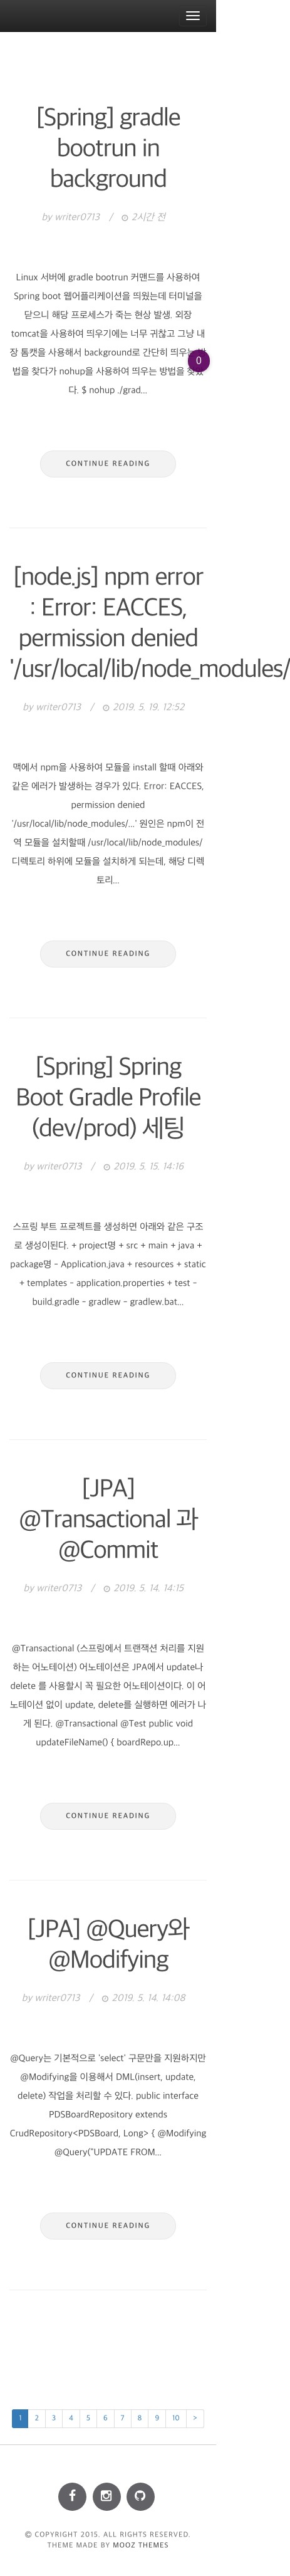 [Spring] gradle
bootrun in
background
by writer0713 / 2시간 전
Linux 서버에 gradle bootrun 커맨드를 사용하여
Spring boot 웹어플리케이션을 띄웠는데 터미널을
닫으니 해당 프로세스가 죽는 현상 발생. 외장
tomcat을 사용하여 띄우기에는 너무 귀찮고 그냥 내
장 톰캣을 사용해서 background로 간단히 띄우는
0
법을 찾다가 nohup을 사용하여 띄우는 방법을
다. $ nohup ./grad...
CONTINUE READING
[node.js] npm error
: Error: EACCES,
permission denied
'/usr/local/lib/node_modules/
by writer0713 / 2019. 5. 19. 12:52
맥에서 npm을 사용하여 모듈을 install 할때 아래와
같은 에러가 발생하는 경우가 있다. Error: EACCES,
permission denied
'/usr/local/lib/node_modules/...' 원인은 npm이 전
역 모듈을 설치할때 /usr/local/lib/node_modules/
디렉토리 하위에 모듈을 설치하게 되는데, 해당 디렉
토리...
CONTINUE READING
[Spring] Spring
Boot Gradle Profile
(dev/prod) 세팅
by writer0713 / 2019. 5. 15. 14:16
스프링 부트 프로젝트를 생성하면 아래와 같은 구조
로 생성이된다. + project명 + src + main + java +
package명 - Application.java + resources + static
+ templates - application.properties + test -
build.gradle - gradlew - gradlew.bat...
CONTINUE READING
[JPA]
@Transactional 과
@Commit
by writer0713 / 2019. 5. 14. 14:15
@Transactional (스프링에서 트랜잭션 처리를 지원
하는 어노테이션) 어노테이션은 JPA에서 update나
delete 를 사용할시 꼭 필요한 어노테이션이다. 이 어
노테이션 없이 update, delete를 실행하면 에러가 나
게 된다. @Transactional @Test public void
updateFileName() { boardRepo.up...
CONTINUE READING
[JPA] @Query와
@Modifying
by writer0713 / 2019. 5. 14. 14:08
@Query는 기본적으로 'select' 구문만을 지원하지만
@Modifying을 이용해서 DML(insert, update,
delete) 작업을 처리할 수 있다. public interface
PDSBoardRepository extends
CrudRepository<PDSBoard, Long> { @Modifying
@Query("UPDATE FROM...
CONTINUE READING
1 2 3 4 5 6 7 8 9 10 >
© COPYRIGHT 2015. ALL RIGHTS RESERVED.
THEME MADE BY MOOZ THEMES